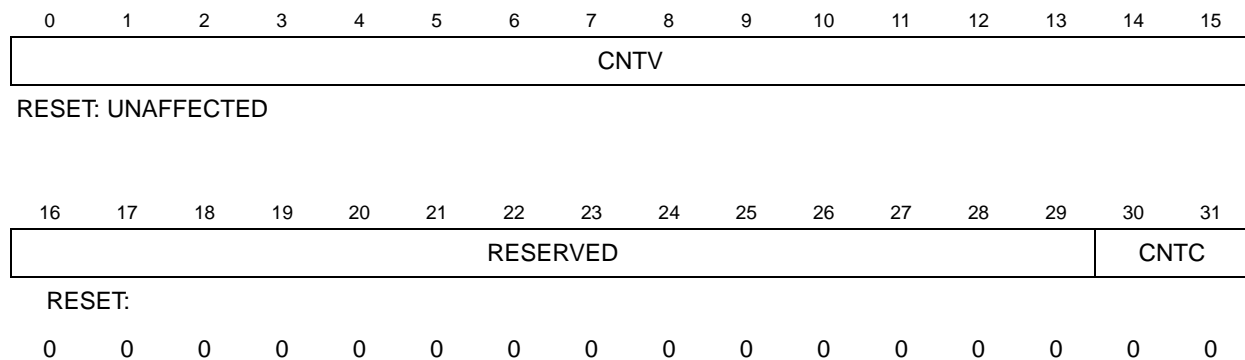 0 1 2 3 4 5 6 7 8 9 10 11 12 13 14 15
CNTV
RESET: UNAFFECTED
16 17 18 19 20 21 22 23 24 25 26 27 28 29 30 31
RESERVED CNTC
RESET:
0 0 0 0 0 0 0 0 0 0 0 0 0 0 0 0